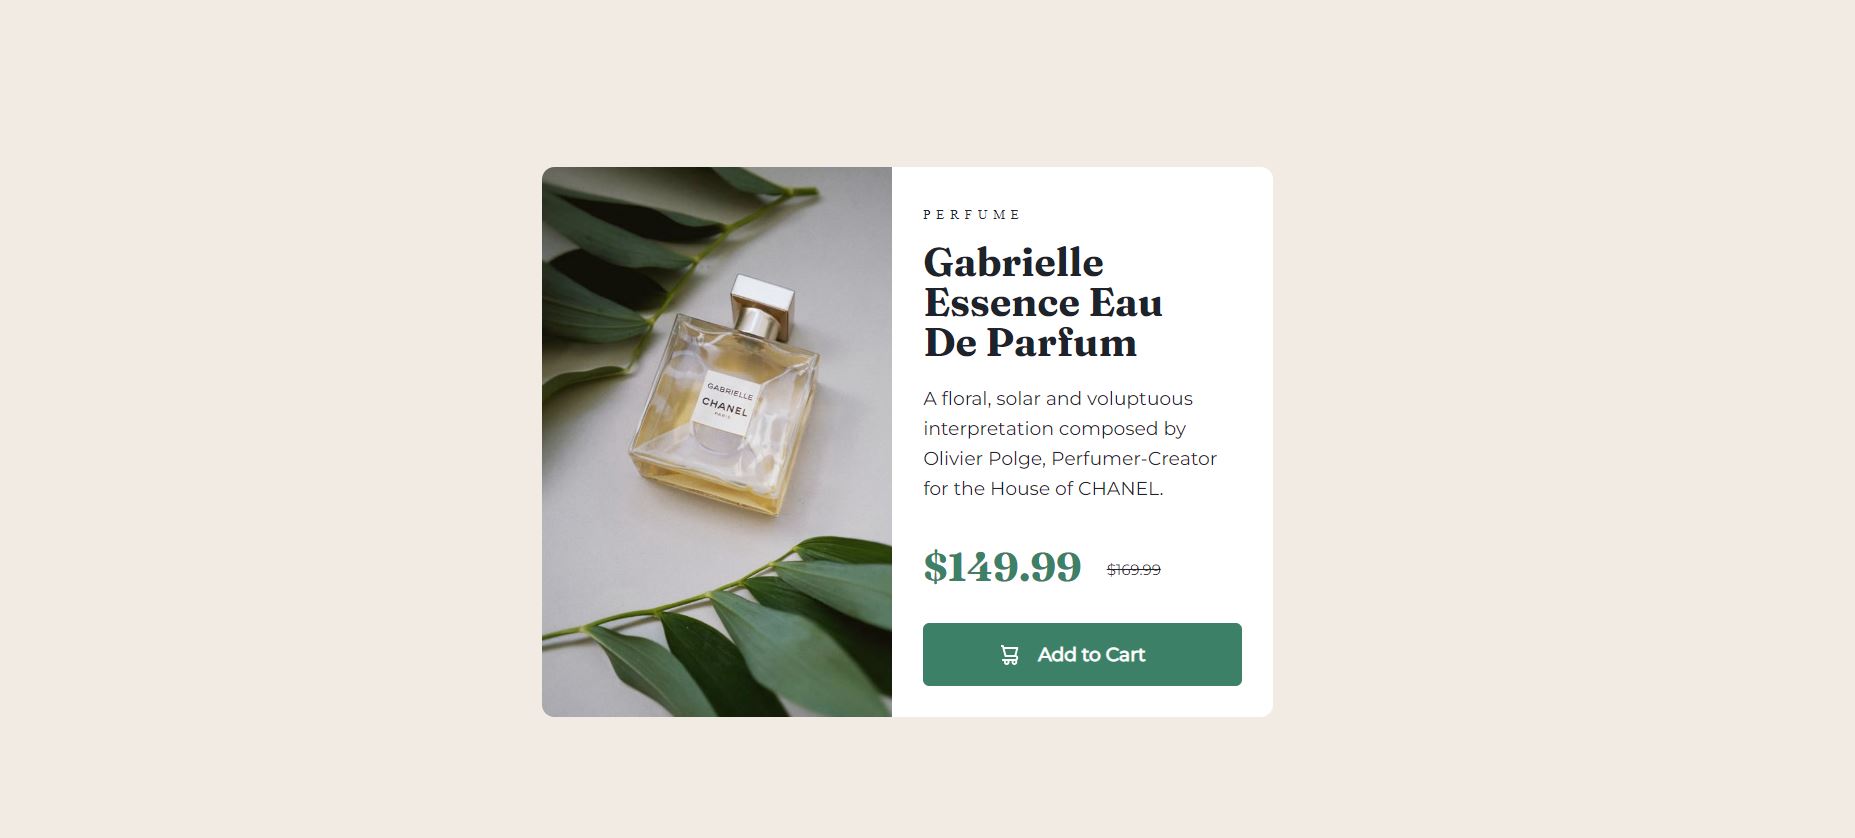 GABRIELLE
CHANEL
PARIS
PERFUME
Gabrielle
Essence Eau
De Parfum
A floral, solar and voluptuous
interpretation composed by
Olivier Polge, Perfumer-Creator
for the House of CHANEL.
$149.99 $169.99
Add to Cart